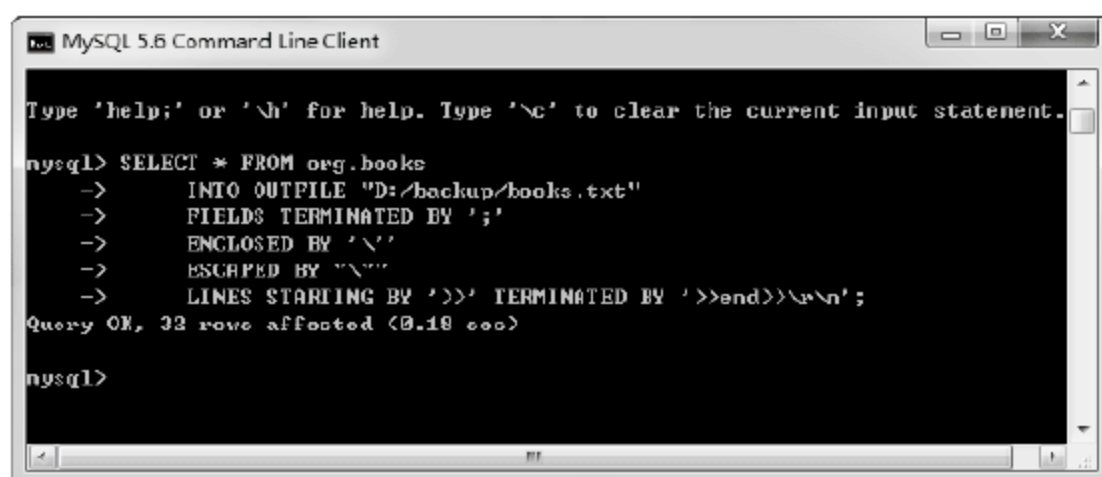 MySQL 5.6 Command Line Client
Type 'help;' or '\h' for help. Type '\c' to clear the current input statement.
mysql> SELECT * FROM org.books
    ->       INTO OUTFILE "D:/backup/books.txt"
    ->       FIELDS TERMINATED BY ';'
    ->       ENCLOSED BY '\''
    ->       ESCAPED BY "\""
    ->       LINES STARTING BY '>>' TERMINATED BY '>>end>>\r\n';
Query OK, 32 rows affected (0.18 sec)
mysql>